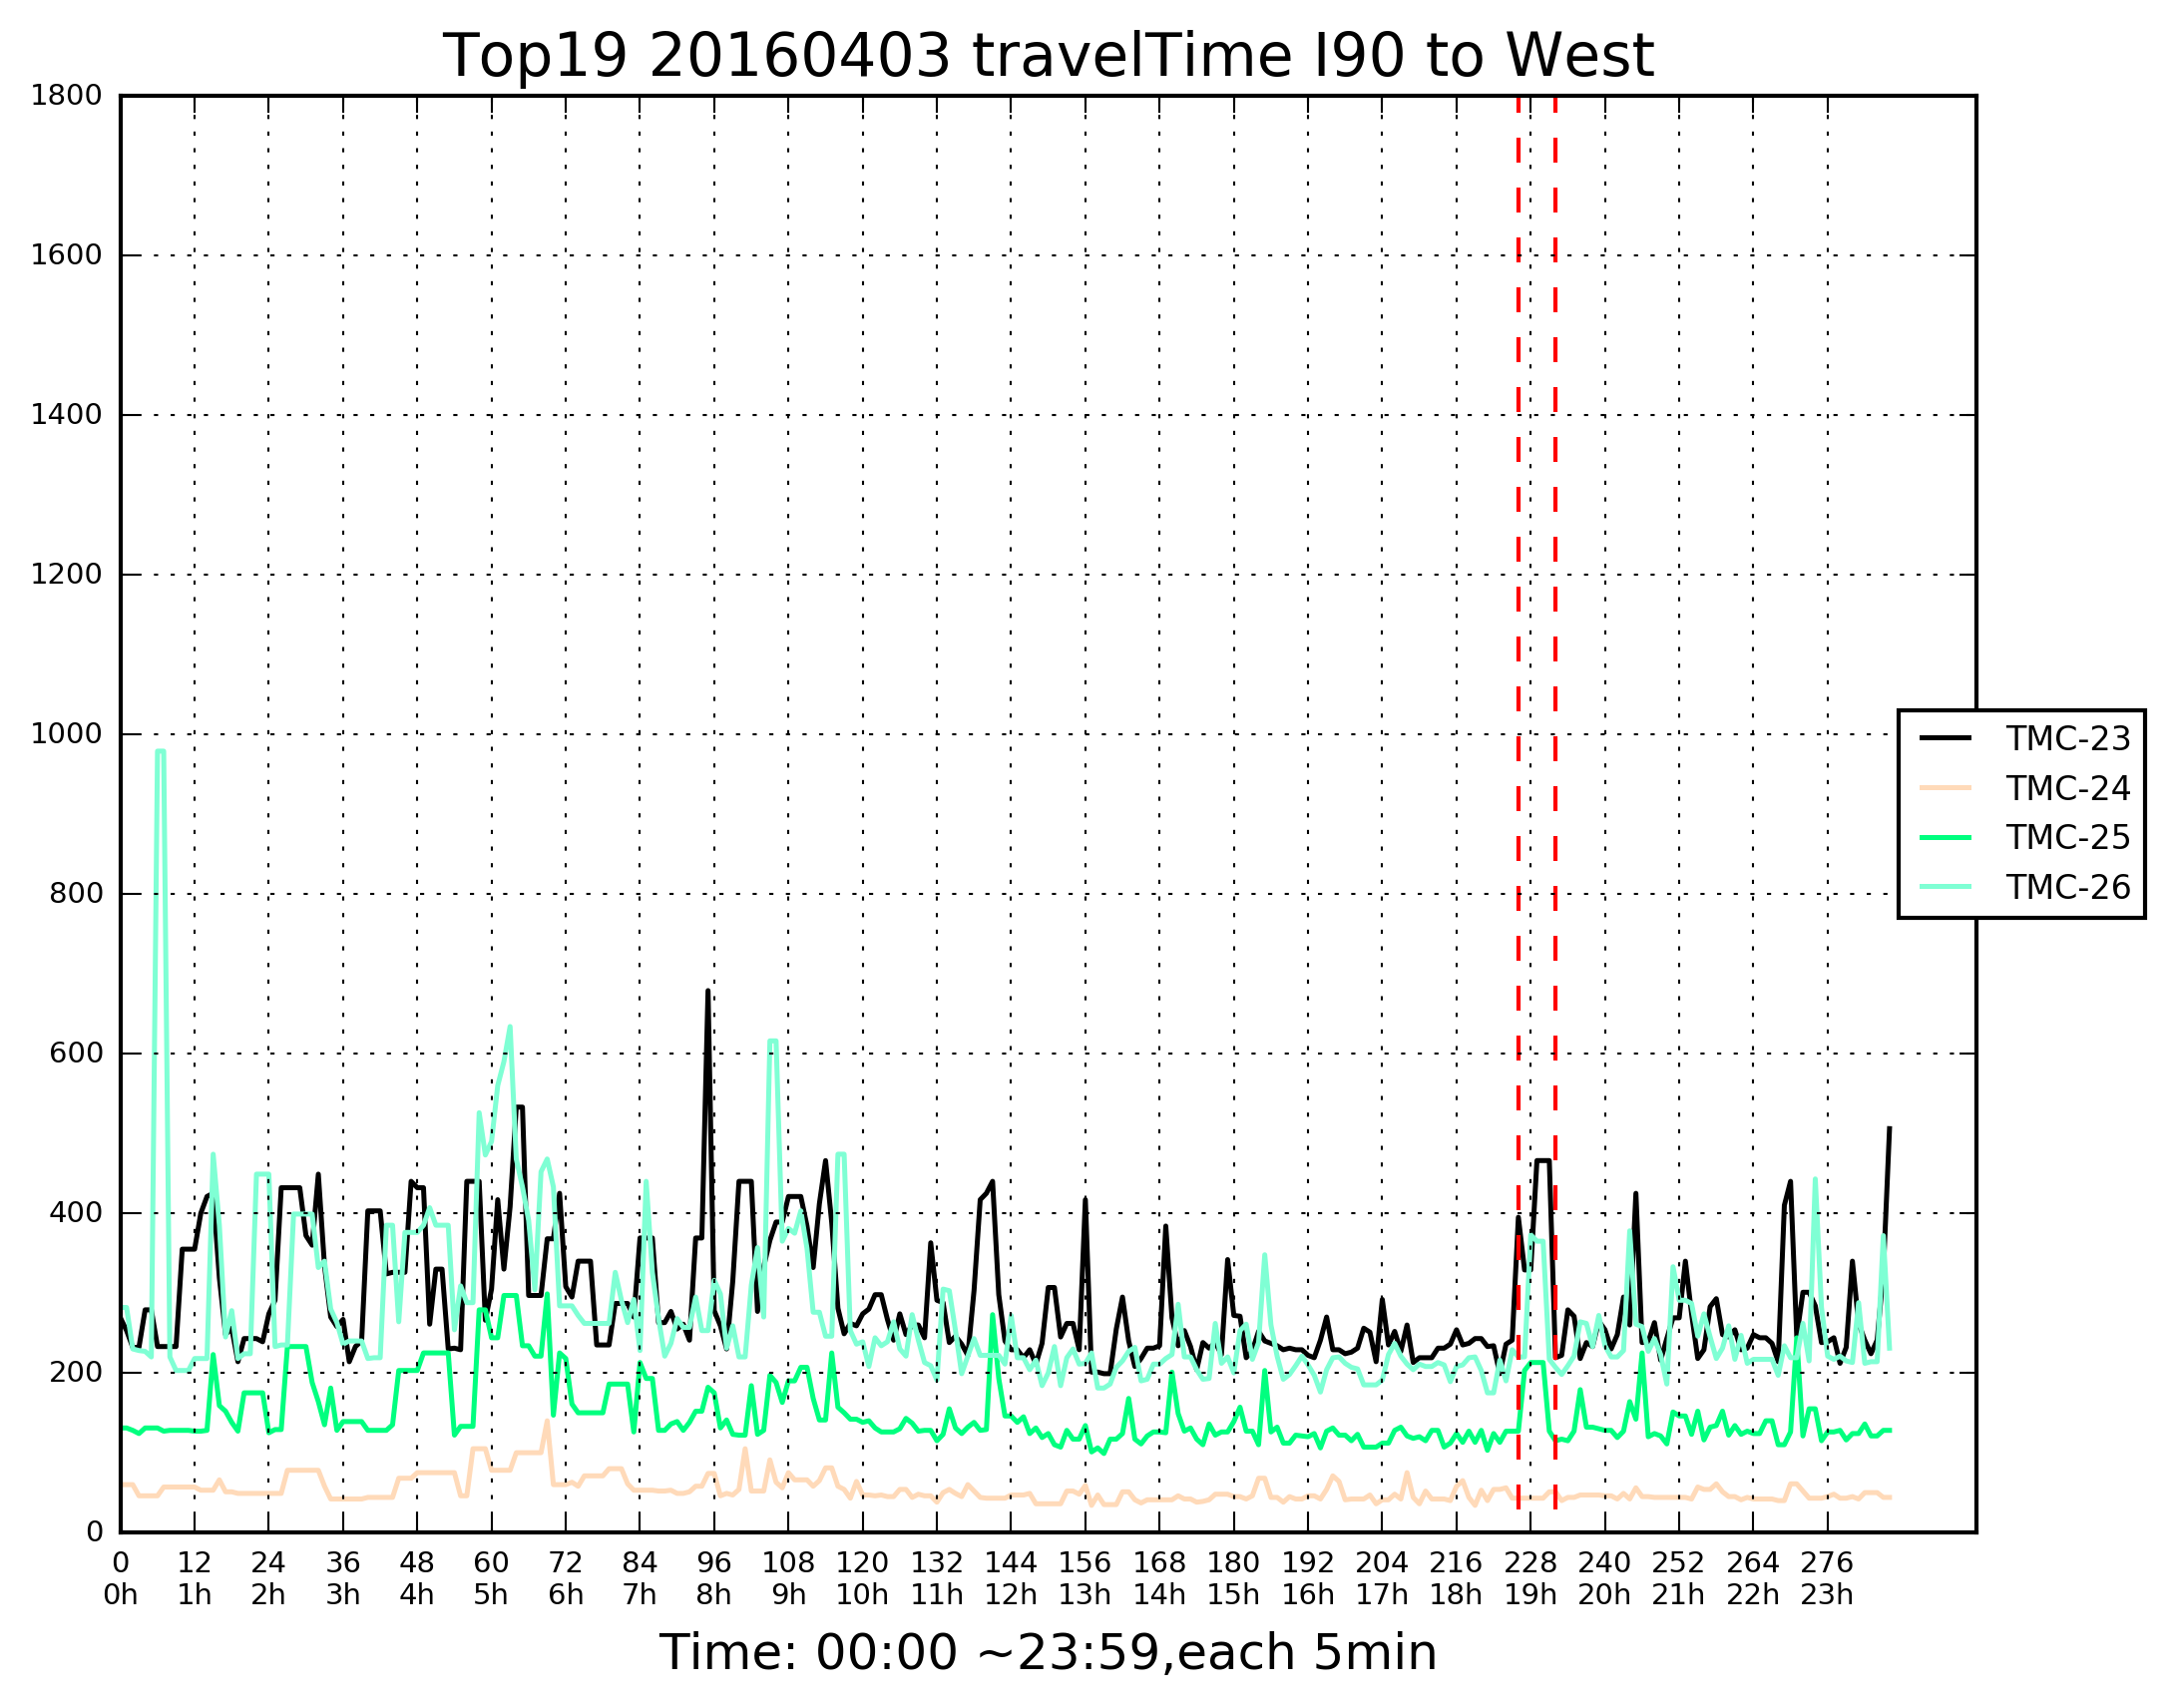 Top19 20160403 travelTime I90 to West
1800
1600
1400
1200
1000
800
600
400
200
0
TMC-23
TMC-24
TMC-25
TMC-26
0 12 24 36 48 60 72 84 96 108 120 132 144 156 168 180 192 204 216 228 240 252 264 276
0h 1h 2h 3h 4h 5h 6h 7h 8h 9h 10h 11h 12h 13h 14h 15h 16h 17h 18h 19h 20h 21h 22h 23h
Time: 00:00 ~23:59,each 5min